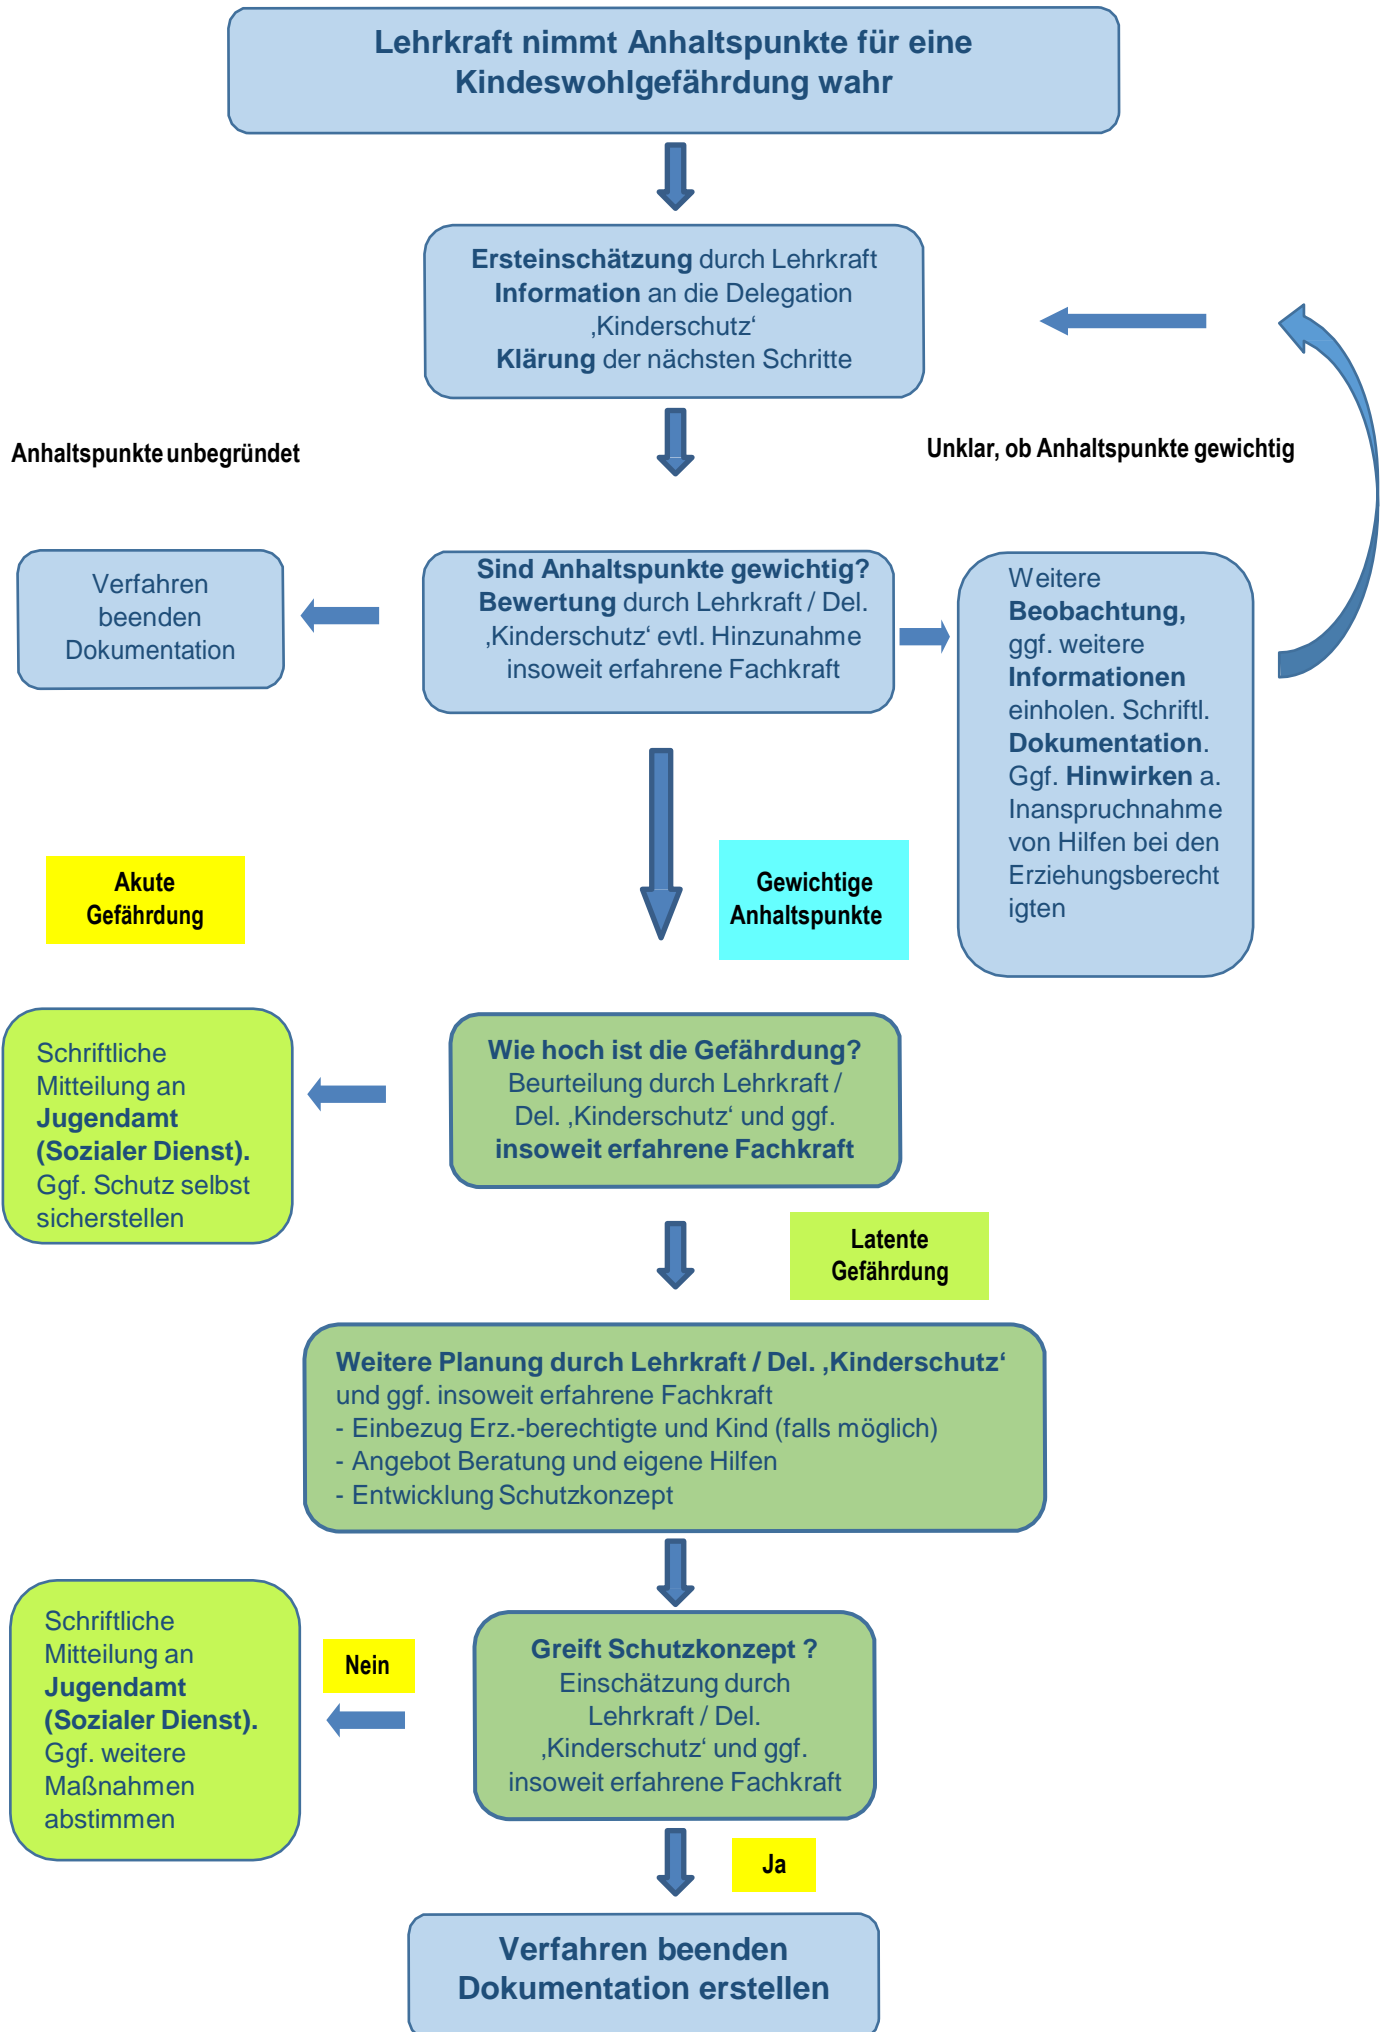 Lehrkraft nimmt Anhaltspunkte für eine
Kindeswohlgefährdung wahr
Ersteinschätzung durch Lehrkraft
Information an die Delegation
‚Kinderschutz‘
Klärung der nächsten Schritte
Anhaltspunkte unbegründet
Unklar, ob Anhaltspunkte gewichtig
Verfahren
beenden
Dokumentation
Sind Anhaltspunkte gewichtig?
Bewertung durch Lehrkraft / Del.
‚Kinderschutz‘ evtl. Hinzunahme
insoweit erfahrene Fachkraft
Weitere
Beobachtung,
ggf. weitere
Informationen
einholen. Schriftl.
Dokumentation.
Ggf. Hinwirken a.
Inanspruchnahme
von Hilfen bei den
Erziehungsberecht
igten
Akute
Gefährdung
Gewichtige
Anhaltspunkte
Schriftliche
Mitteilung an
Jugendamt
(Sozialer Dienst).
Ggf. Schutz selbst
sicherstellen
Wie hoch ist die Gefährdung?
Beurteilung durch Lehrkraft /
Del. ‚Kinderschutz‘ und ggf.
insoweit erfahrene Fachkraft
Latente
Gefährdung
Weitere Planung durch Lehrkraft / Del. ‚Kinderschutz‘
und ggf. insoweit erfahrene Fachkraft
- Einbezug Erz.-berechtigte und Kind (falls möglich)
- Angebot Beratung und eigene Hilfen
- Entwicklung Schutzkonzept
Schriftliche
Mitteilung an
Jugendamt
(Sozialer Dienst).
Ggf. weitere
Maßnahmen
abstimmen
Nein
Greift Schutzkonzept ?
Einschätzung durch
Lehrkraft / Del.
‚Kinderschutz‘ und ggf.
insoweit erfahrene Fachkraft
Ja
Verfahren beenden
Dokumentation erstellen